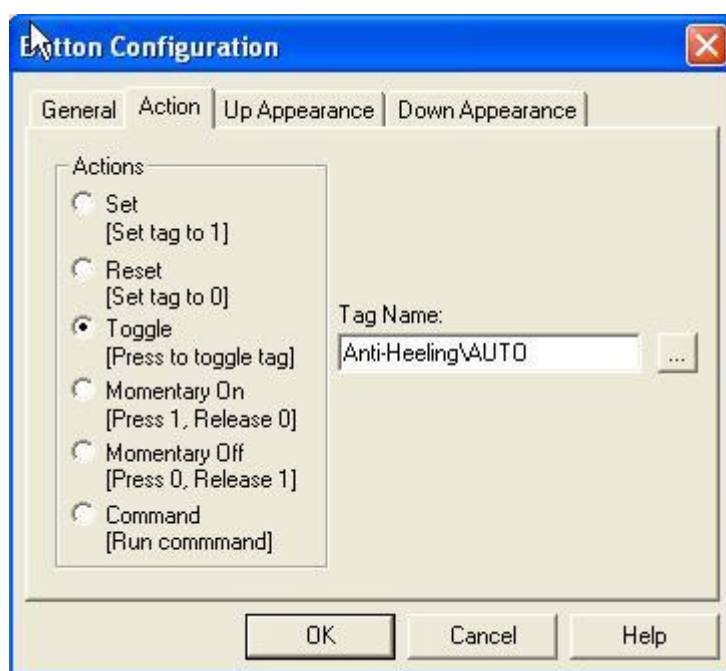 Button Configuration
General Action Up Appearance Down Appearance
Actions
Set
[Set tag to 1]
Reset
[Set tag to 0]
Toggle
[Press to toggle tag]
Momentary On
[Press 1, Release 0]
Momentary Off
[Press 0, Release 1]
Command
[Run commmand]
Tag Name:
Anti-Heeling\AUTO
...
OK Cancel Help